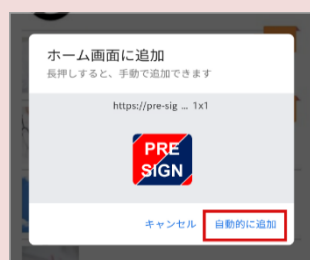 ホーム画面に追加
長押しすると、手動で追加できます
https://pre-sig ... 1x1
PRE
SIGN
キャンセル 自動的に追加